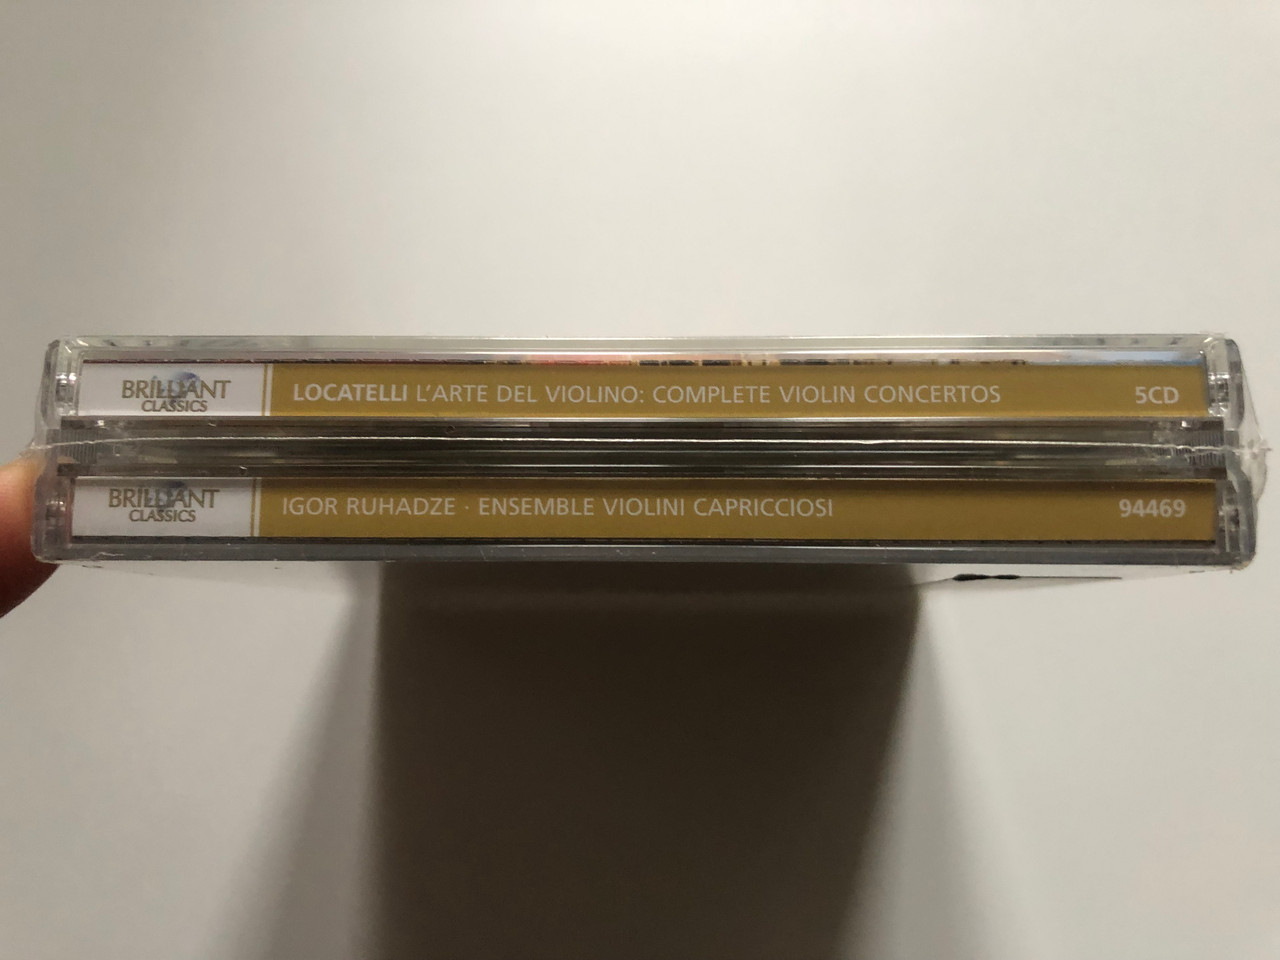 BRILLIANT
CLASSICS
LOCATELLI L'ARTE DEL VIOLINO: COMPLETE VIOLIN CONCERTOS 5CD
BRILLIANT
CLASSICS
IGOR RUHADZE · ENSEMBLE VIOLINI CAPRICCIOSI 94469